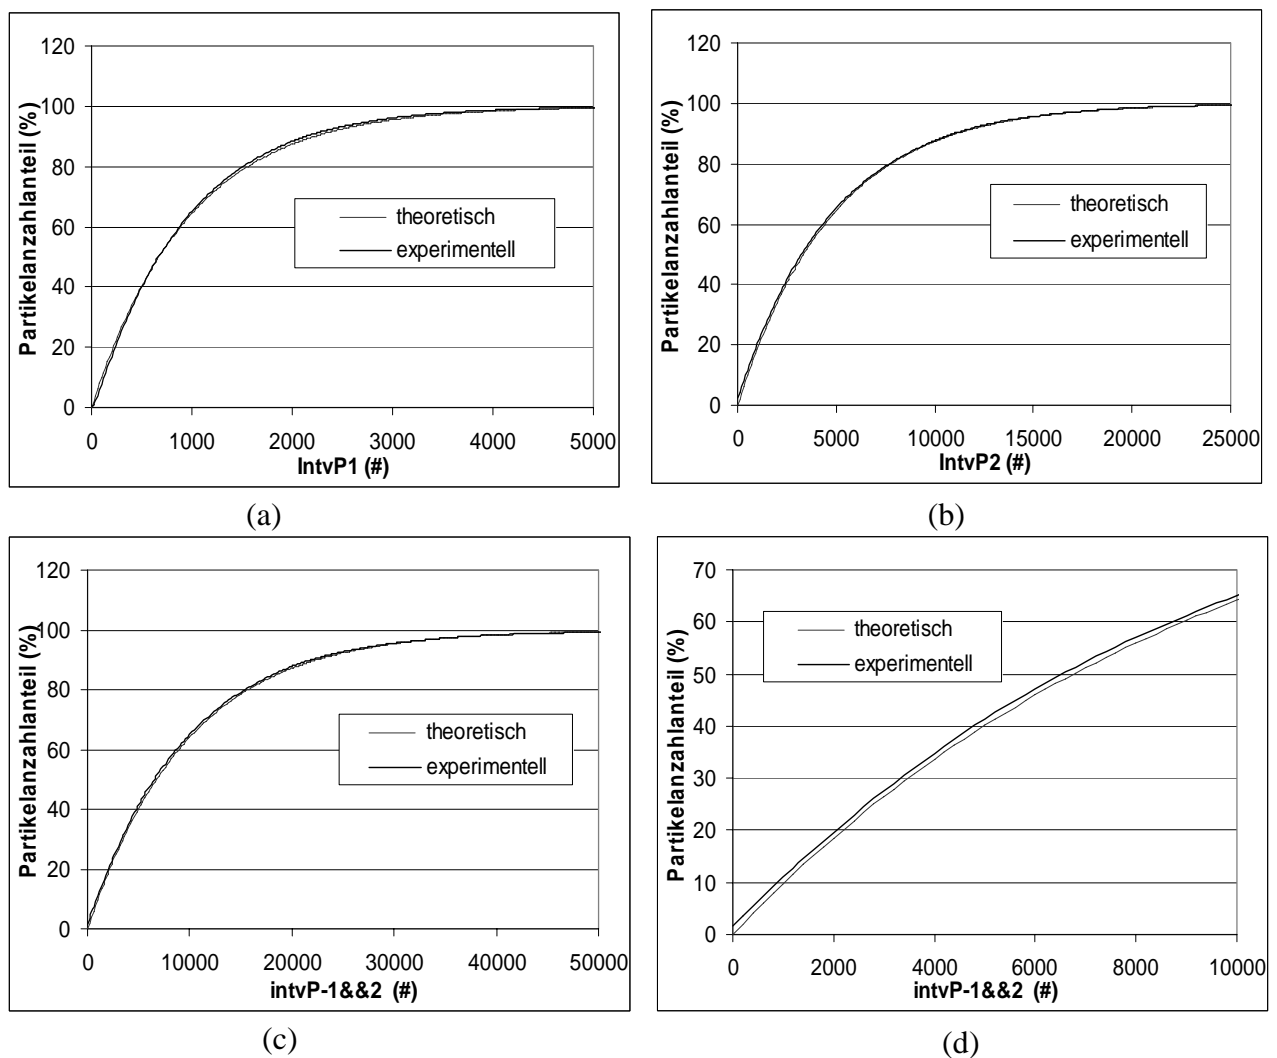 120
100
80
60
40
20
0
Partikelanzahlanteil (%)
theoretisch
experimentell
0 1000 2000 3000 4000 5000
IntvP1 (#)
(a)
120
100
80
60
40
20
0
Partikelanzahlanteil (%)
theoretisch
experimentell
0 5000 10000 15000 20000 25000
IntvP2 (#)
(b)
120
100
80
60
40
20
0
Partikelanzahlanteil (%)
theoretisch
experimentell
0 10000 20000 30000 40000 50000
intvP-1&&2 (#)
(c)
70
60
50
40
30
20
10
0
Partikelanzahlanteil (%)
theoretisch
experimentell
0 2000 4000 6000 8000 10000
intvP-1&&2 (#)
(d)